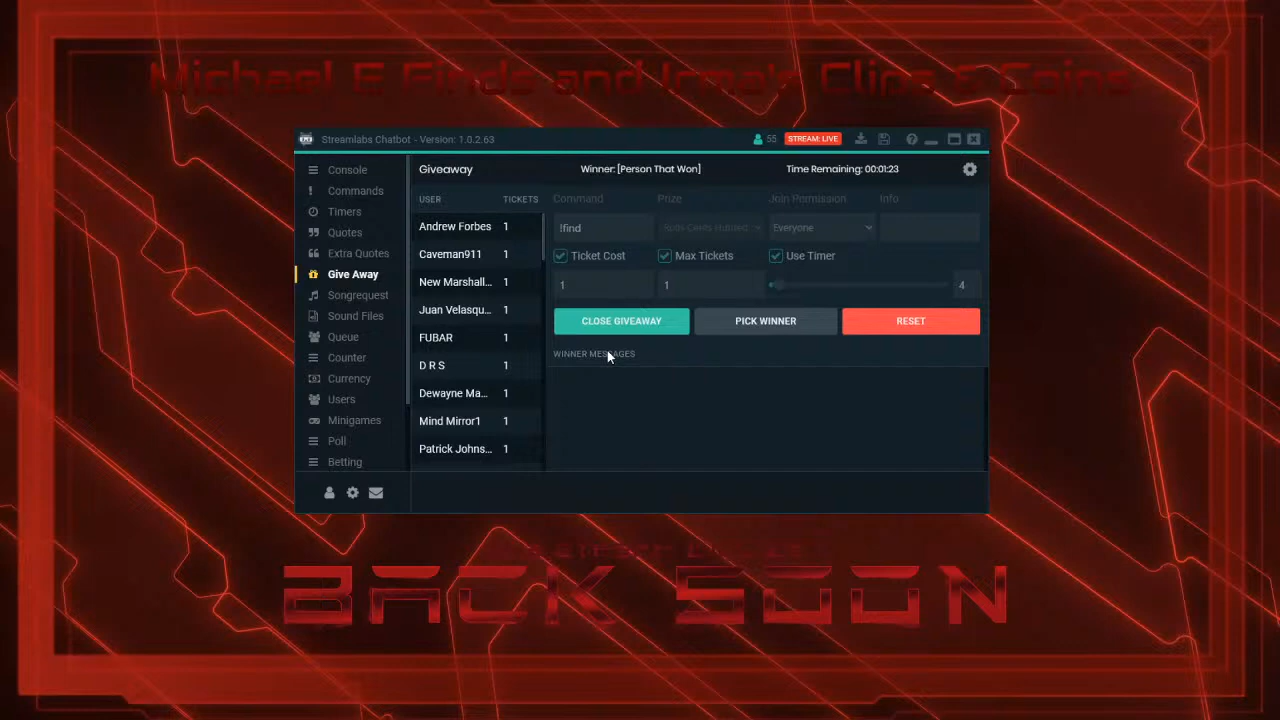 Michael E Finds and Irma's Clips & Coins
Streamlabs Chatbot - Version: 1.0.2.63
55
STREAM: LIVE
Console
Commands
Timers
Quotes
Extra Quotes
Give Away
Songrequest
Sound Files
Queue
Counter
Currency
Users
Minigames
Poll
Betting
Giveaway
Winner: [Person That Won]
Time Remaining: 00:01:23
USER TICKETS
Andrew Forbes 1
Caveman911 1
New Marshall... 1
Juan Velasqu... 1
FUBAR 1
D R S 1
Dewayne Ma... 1
Mind Mirror1 1
Patrick Johns... 1
Command Prize Join Permission Info
!find Everyone
Ticket Cost Max Tickets Use Timer
1 1 4
CLOSE GIVEAWAY PICK WINNER RESET
WINNER MESSAGES
BACK SOON